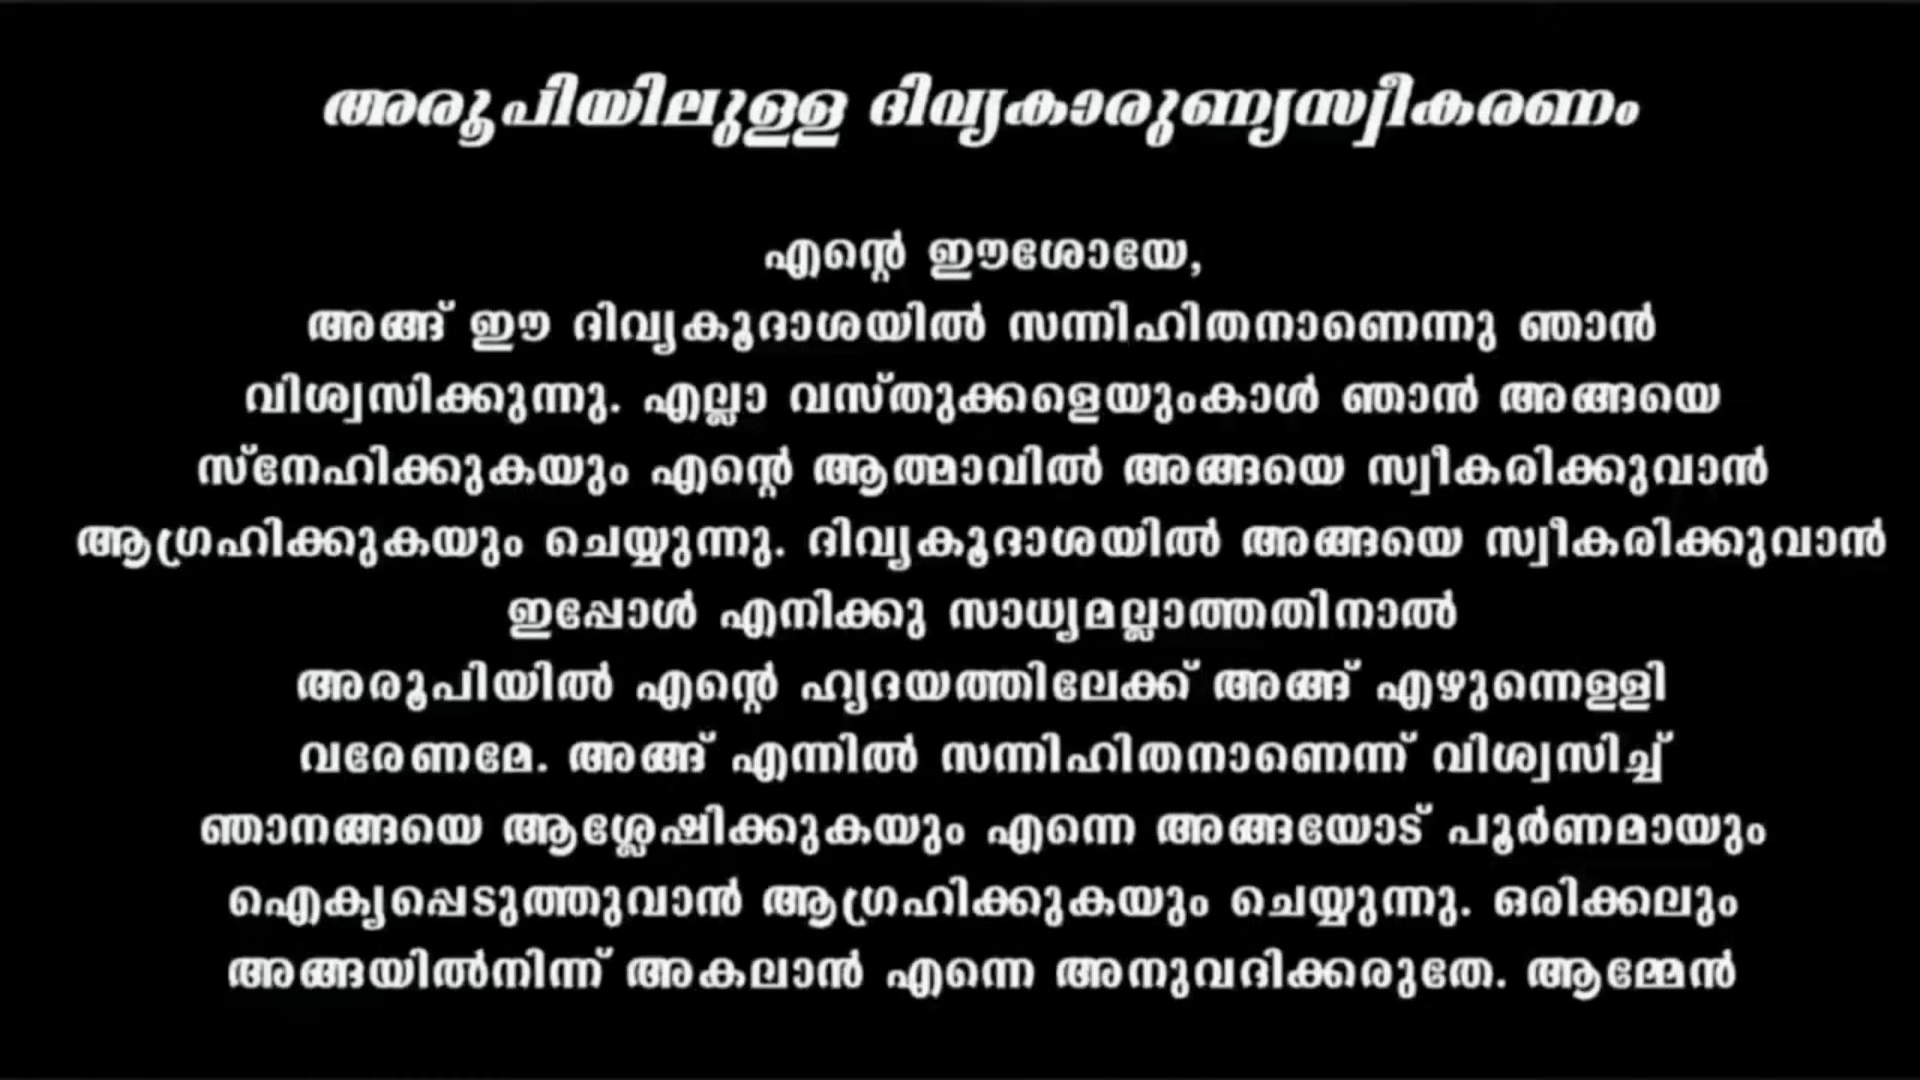 അരൂപിയിലുള്ള ദിവ്യകാരുണ്യസ്വീകരണം
എന്റെ ഈശോയേ,
അങ്ങ് ഈ ദിവ്യകൂദാശയിൽ സന്നിഹിതനാണെന്നു ഞാൻ
വിശ്വസിക്കുന്നു. എല്ലാ വസ്തുക്കളെയുംകാൾ ഞാൻ അങ്ങയെ
സ്നേഹിക്കുകയും എന്റെ ആത്മാവിൽ അങ്ങയെ സ്വീകരിക്കുവാൻ
ആഗ്രഹിക്കുകയും ചെയ്യുന്നു. ദിവ്യകൂദാശയിൽ അങ്ങയെ സ്വീകരിക്കുവാൻ
ഇപ്പോൾ എനിക്കു സാധ്യമല്ലാത്തതിനാൽ
അരൂപിയിൽ എന്റെ ഹൃദയത്തിലേക്ക് അങ്ങ് എഴുന്നെള്ളി
വരേണമേ. അങ്ങ് എന്നിൽ സന്നിഹിതനാണെന്ന് വിശ്വസിച്ച്
ഞാനങ്ങയെ ആശ്ലേഷിക്കുകയും എന്നെ അങ്ങയോട് പൂർണമായും
ഐക്യപ്പെടുത്തുവാൻ ആഗ്രഹിക്കുകയും ചെയ്യുന്നു. ഒരിക്കലും
അങ്ങയിൽനിന്ന് അകലാൻ എന്നെ അനുവദിക്കരുതേ. ആമ്മേൻ